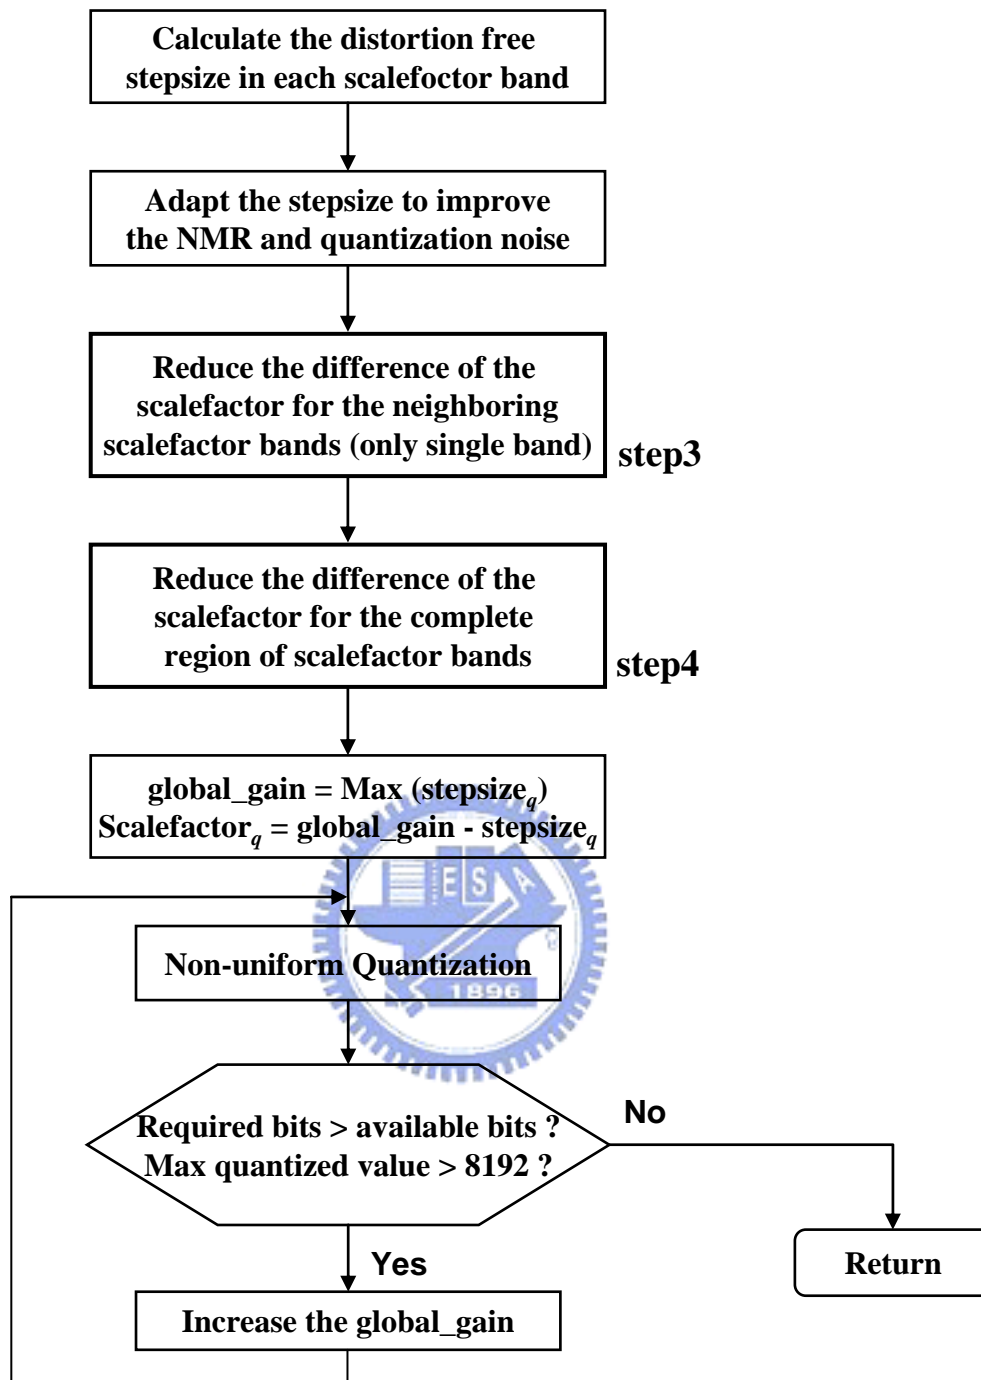 Calculate the distortion free
stepsize in each scalefoctor band
Adapt the stepsize to improve
the NMR and quantization noise
Reduce the difference of the
scalefactor for the neighboring
scalefactor bands (only single band)
step3
Reduce the difference of the
scalefactor for the complete
region of scalefactor bands
step4
global_gain = Max (stepsizeq)
Scalefactorq = global_gain - stepsizeq
ESA
Non-uniform Quantization
1896
Required bits > available bits ?
Max quantized value > 8192 ?
No
Yes
Return
Increase the global_gain